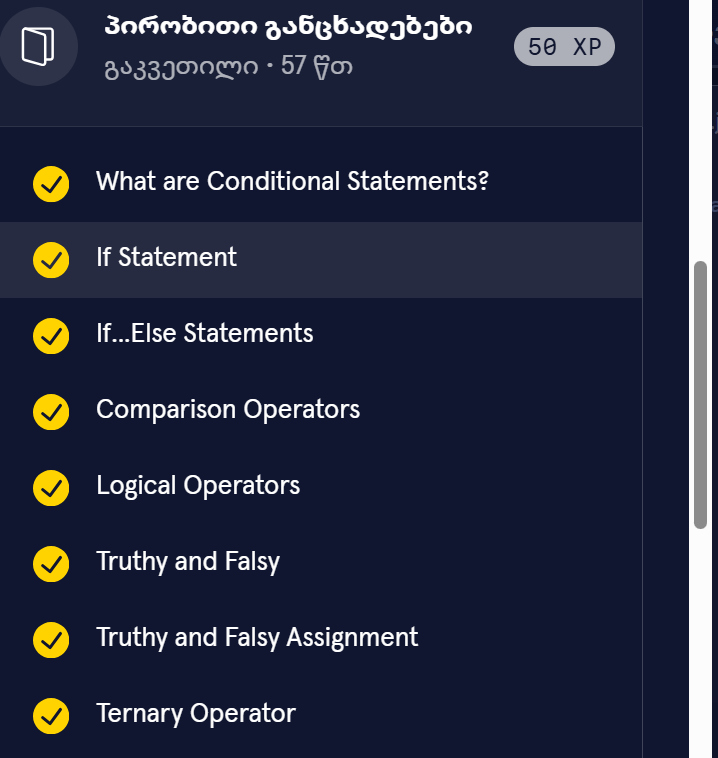 პირობითი განცხადებები
გაკვეთილი • 57 წთ
50 XP
What are Conditional Statements?
If Statement
If...Else Statements
Comparison Operators
Logical Operators
Truthy and Falsy
Truthy and Falsy Assignment
Ternary Operator